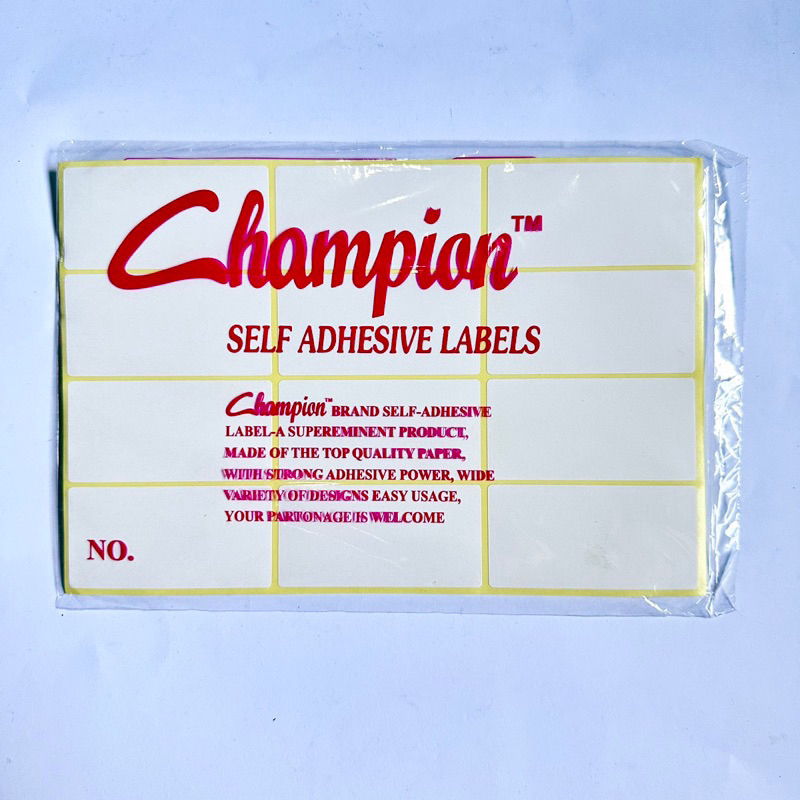 Champion™
SELF ADHESIVE LABELS
Champion™ BRAND SELF-ADHESIVE
LABEL-A SUPEREMINENT PRODUCT,
MADE OF THE TOP QUALITY PAPER,
WITH STRONG ADHESIVE POWER, WIDE
VARIETY OF DESIGNS EASY USAGE,
YOUR PARTONAGE IS WELCOME
NO.